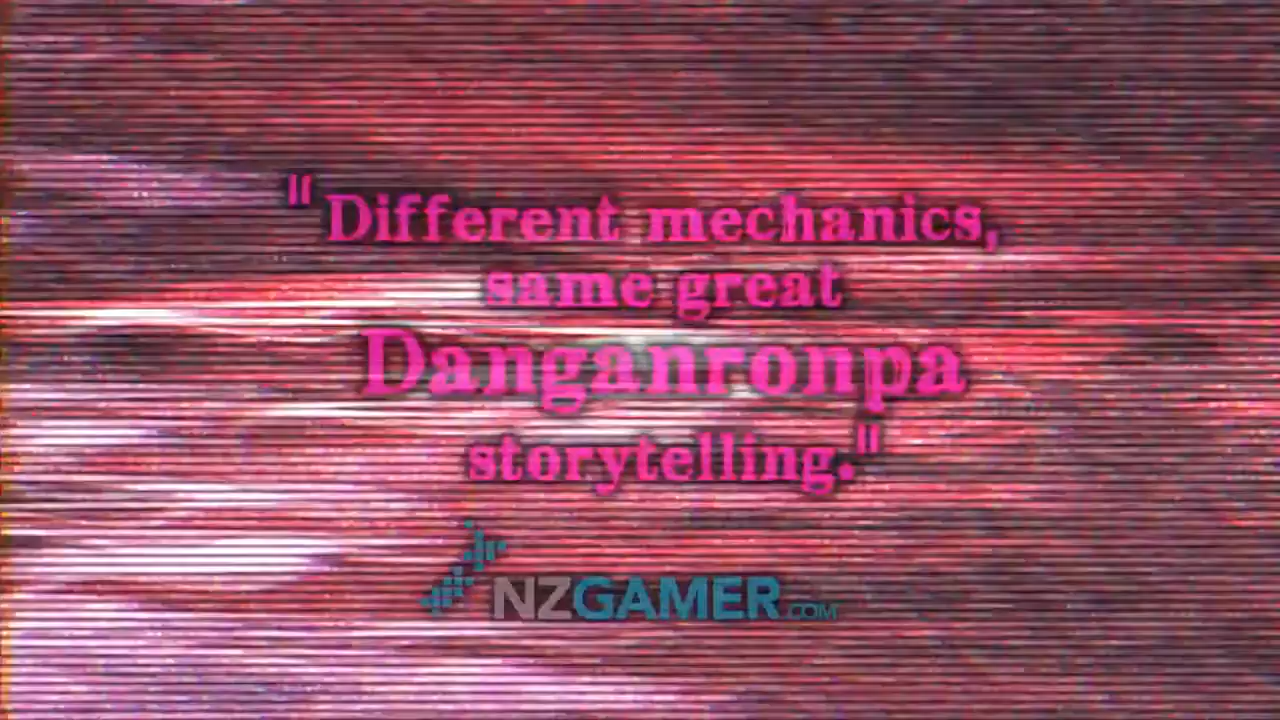 "Different mechanics,
same great
Danganronpa
storytelling."
NZGAMER.COM